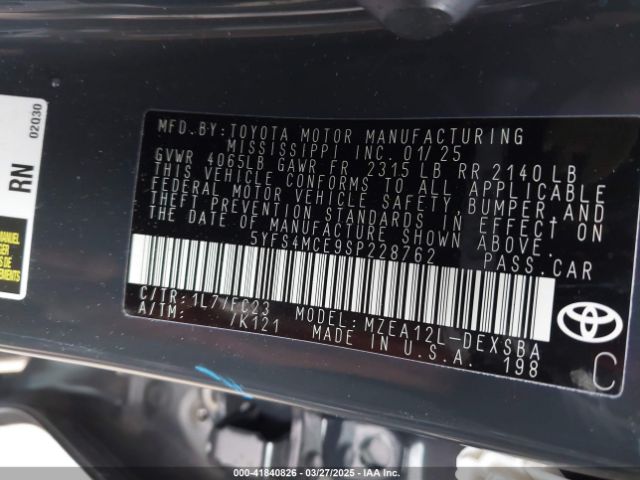 02030
RN
EMENTS
MFD. BY: TOYOTA MOTOR MANUFACTURING
MISSISSIPPI INC. 01/25
GVWR 4065LB GAWR FR 2315 LB RR 2140 LB
THIS VEHICLE CONFORMS TO ALL APPLICABLE
FEDERAL MOTOR VEHICLE SAFETY, BUMPER, AND
THEFT PREVENTION STANDARDS IN EFFECT ON
THE DATE OF MANUFACTURE SHOWN ABOVE.
5YFS4MCE9SP228762 PASS.CAR
C/TR: 1L7/FC23 MODEL: MZEA12L-DEXSBA
A/TM: /K121 MADE IN U.S.A.
198
C
000-41840826 / 03/27/2025 / IAA Inc.